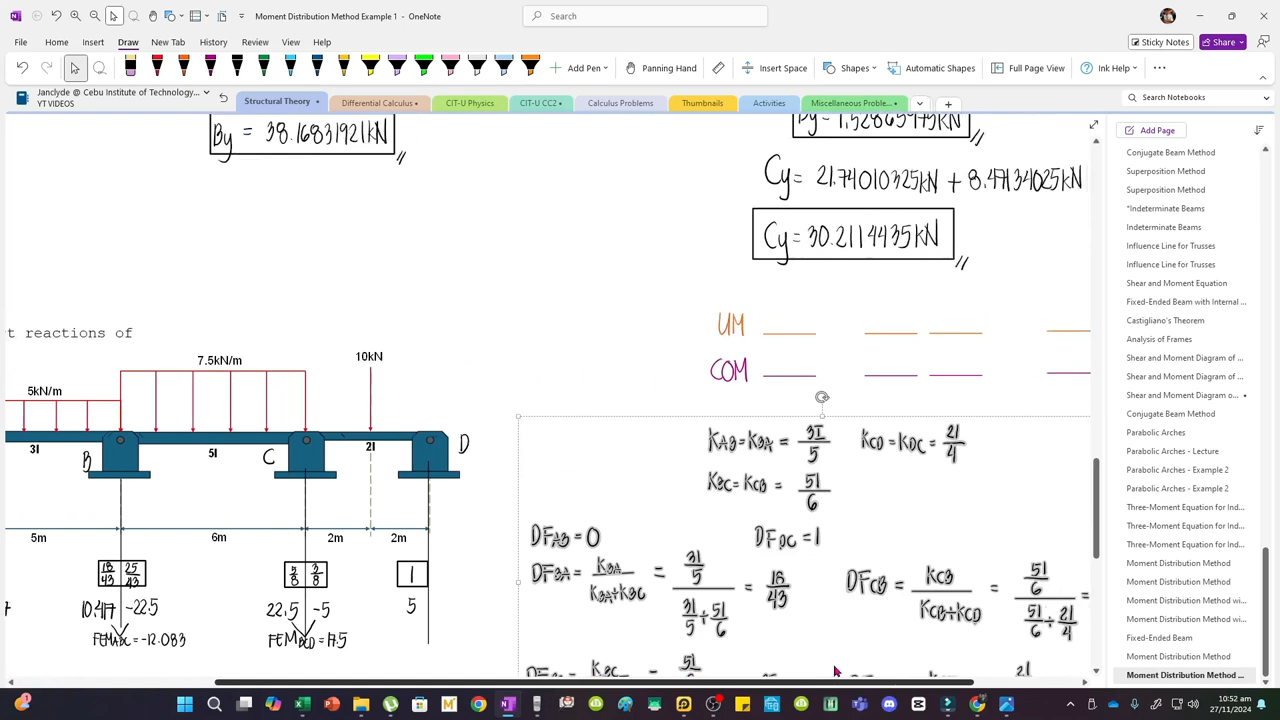 Moment Distribution Method Example 1 - OneNote
Search
File Home Insert Draw New Tab History Review View Help
Sticky Notes Share
Add Pen Panning Hand Insert Space Shapes Automatic Shapes Full Page View Ink Help
Janclyde @ Cebu Institute of Technology...
YT VIDEOS
Structural Theory Differential Calculus CIT-U Physics CIT-U CC2 Calculus Problems Thumbnails Activities Miscellaneous Proble...
Search Notebooks
Add Page
Conjugate Beam Method
Superposition Method
Superposition Method
*Indeterminate Beams
Indeterminate Beams
Influence Line for Trusses
Influence Line for Trusses
Shear and Moment Equation
Fixed-Ended Beam with Internal ...
Castigliano's Theorem
Analysis of Frames
Shear and Moment Diagram of ...
Shear and Moment Diagram of ...
Shear and Moment Diagram o...
Conjugate Beam Method
Parabolic Arches
Parabolic Arches - Lecture
Parabolic Arches - Example 2
Parabolic Arches - Example 2
Three-Moment Equation for Ind...
Three-Moment Equation for Ind...
Three-Moment Equation for Ind...
Moment Distribution Method
Moment Distribution Method
Moment Distribution Method wi...
Moment Distribution Method wi...
Fixed-Ended Beam
Moment Distribution Method
Moment Distribution Method ...
By = 38.16831921kN
Dy = 1.52865975kN
Cy = 21.74010325kN + 8.47134025kN
Cy = 30.2114435kN
UM
COM
t reactions of
5kN/m 7.5kN/m 10kN
B C D
3I 5I 2I
5m 6m 2m 2m
18/43 25/43 5/8 3/8 1
10.417 -22.5 22.5 -5 5
FEM = -12.083 FEM = 17.5
KAB = KBA = 3I/5 KCD = KDC = 2I/4
KBC = KCB = 5I/6
DFAB = 0 DFDC = 1
DFBA = KBA/(KBA+KBC) = (3I/5)/(3I/5 + 5I/6) = 18/43
DFCB = KCB/(KCB+KCD) = (5I/6)/(5I/6 + 2I/4) =
KBC = 5I/6
2I
10:52 am
27/11/2024